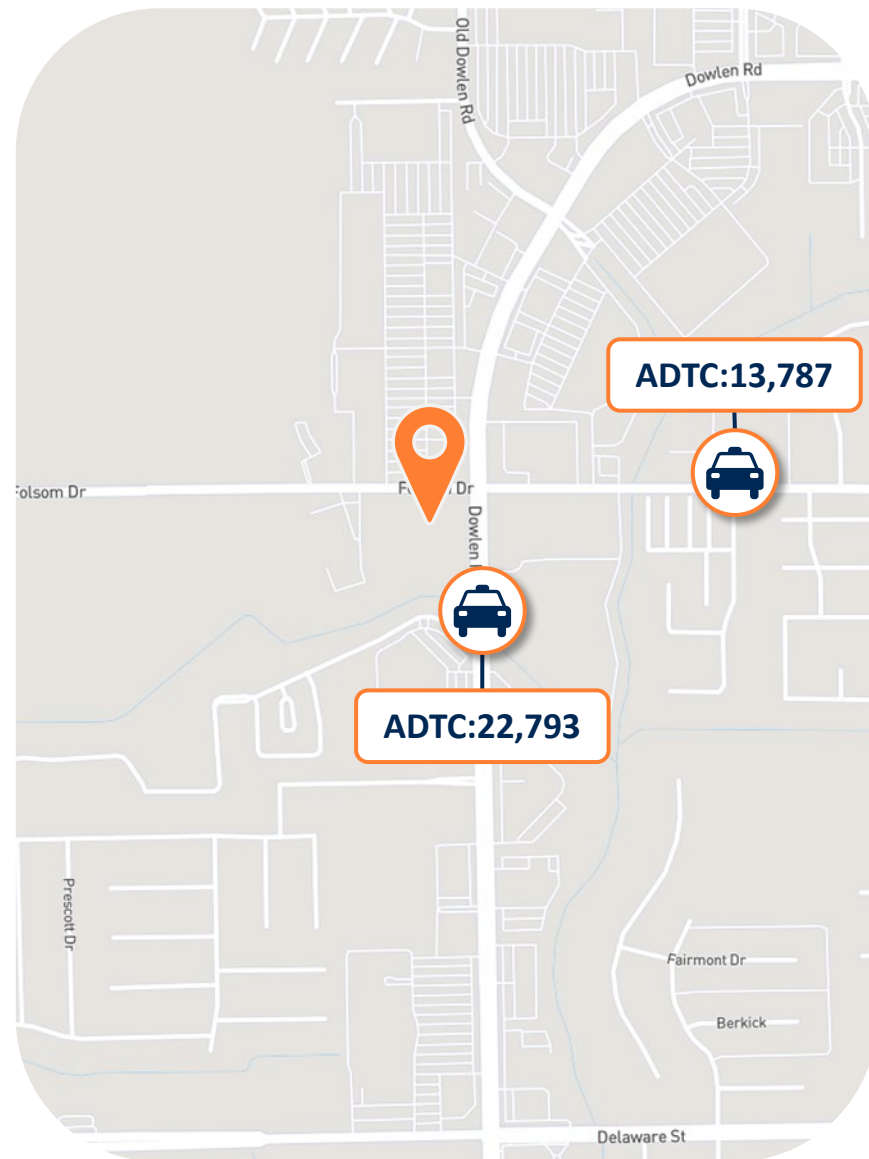 Old Dowlen Rd
Dowlen Rd
ADTC:13,787
Folsom Dr
Dr
Dowlen
ADTC:22,793
Prescott Dr
Fairmont Dr
Berkick
Delaware St